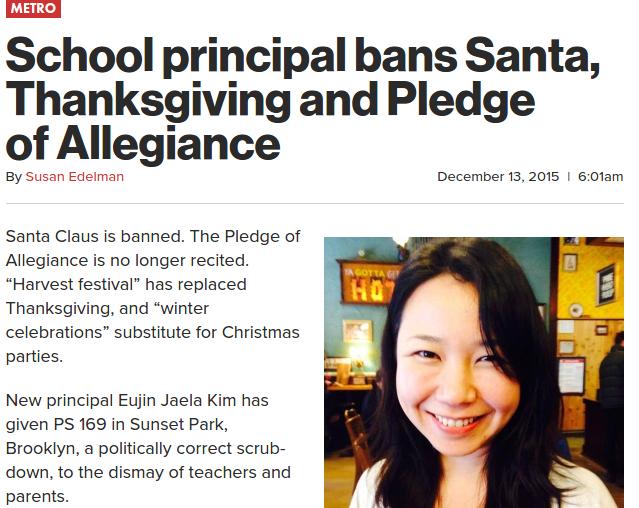 METRO
School principal bans Santa,
Thanksgiving and Pledge
of Allegiance
By Susan Edelman
December 13, 2015 | 6:01am
Santa Claus is banned. The Pledge of
Allegiance is no longer recited.
“Harvest festival” has replaced
Thanksgiving, and “winter
celebrations” substitute for Christmas
parties.
New principal Eujin Jaela Kim has
given PS 169 in Sunset Park,
Brooklyn, a politically correct scrub-
down, to the dismay of teachers and
parents.
YA GOTTA
HOT